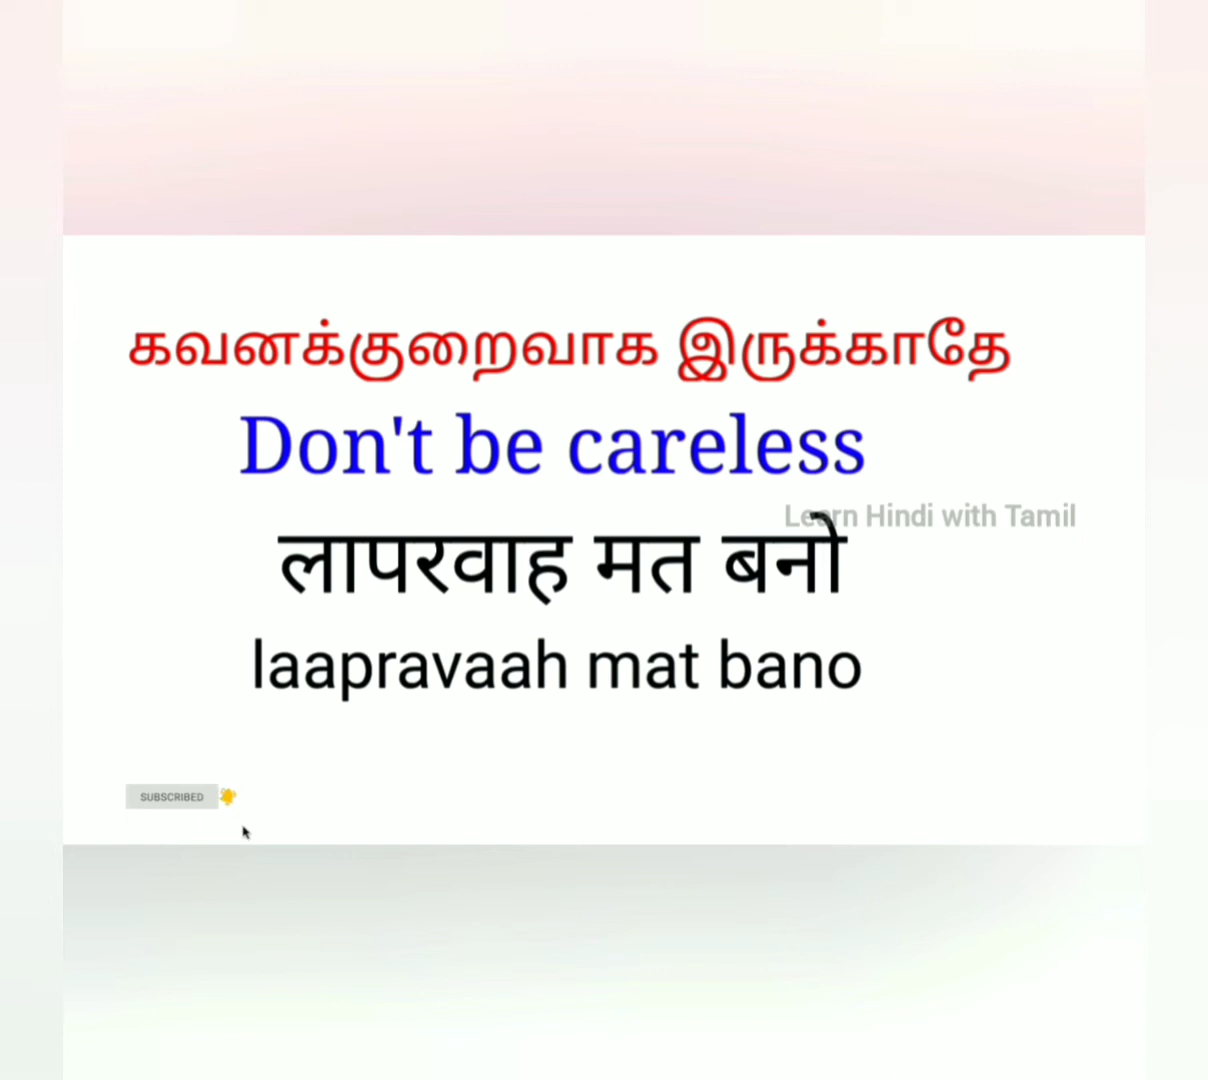 கவனக்குறைவாக இருக்காதே
Don't be careless
Learn Hindi with Tamil
लापरवाह मत बनो
laapravaah mat bano
SUBSCRIBED